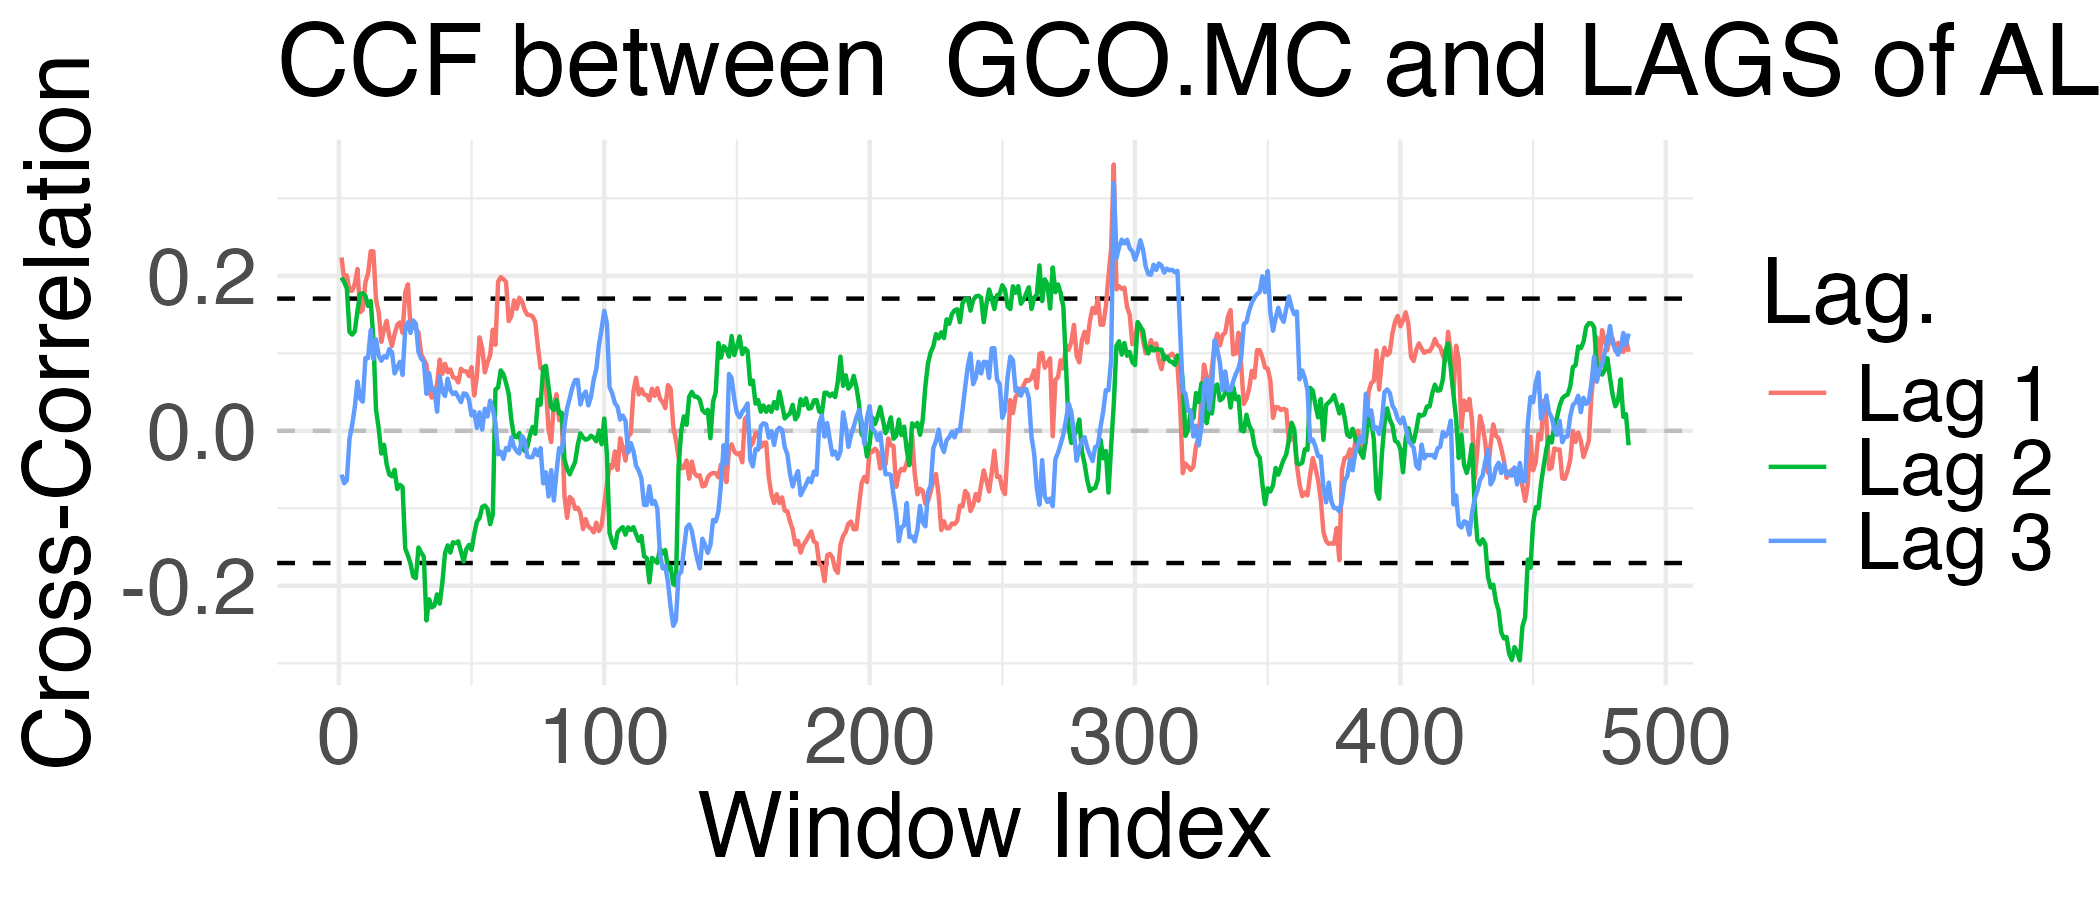 CCF between  GCO.MC and LAGS of AL
Cross-Correlation
0.2
0.0
-0.2
0 100 200 300 400 500
Window Index
Lag.
Lag 1
Lag 2
Lag 3